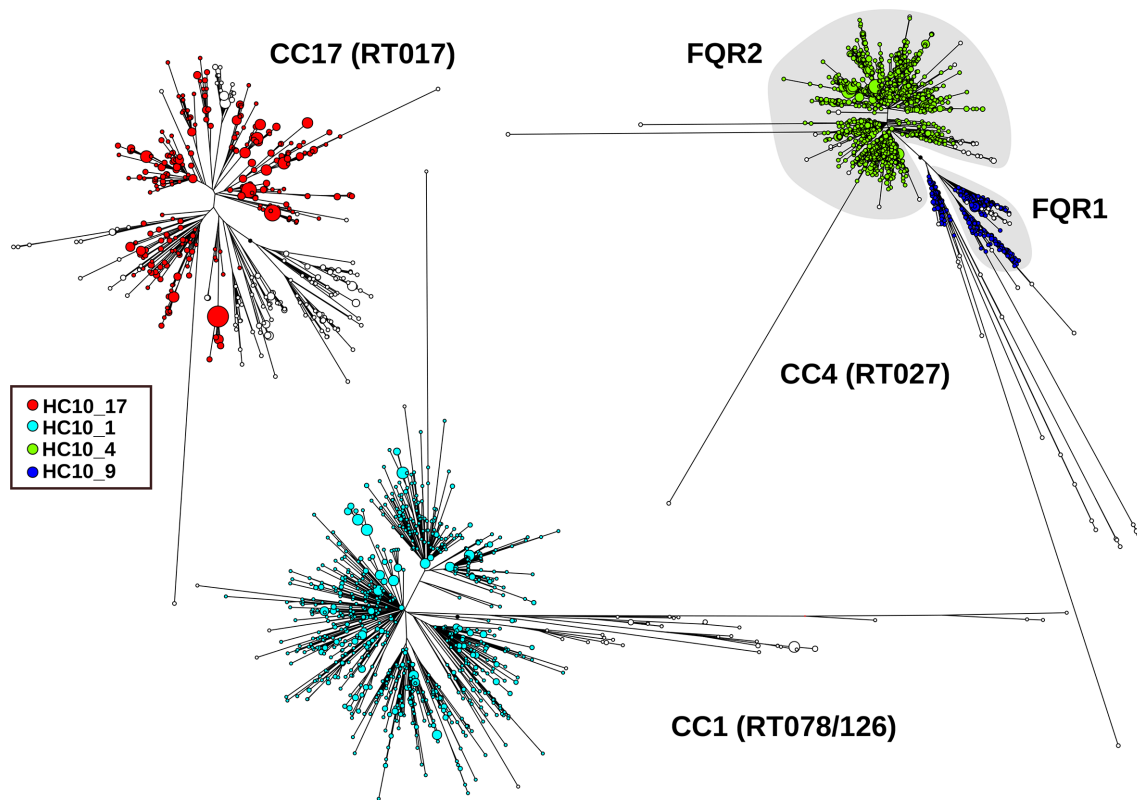 CC17 (RT017)
FQR2
FQR1
CC4 (RT027)
HC10_17
HC10_1
HC10_4
HC10_9
CC1 (RT078/126)